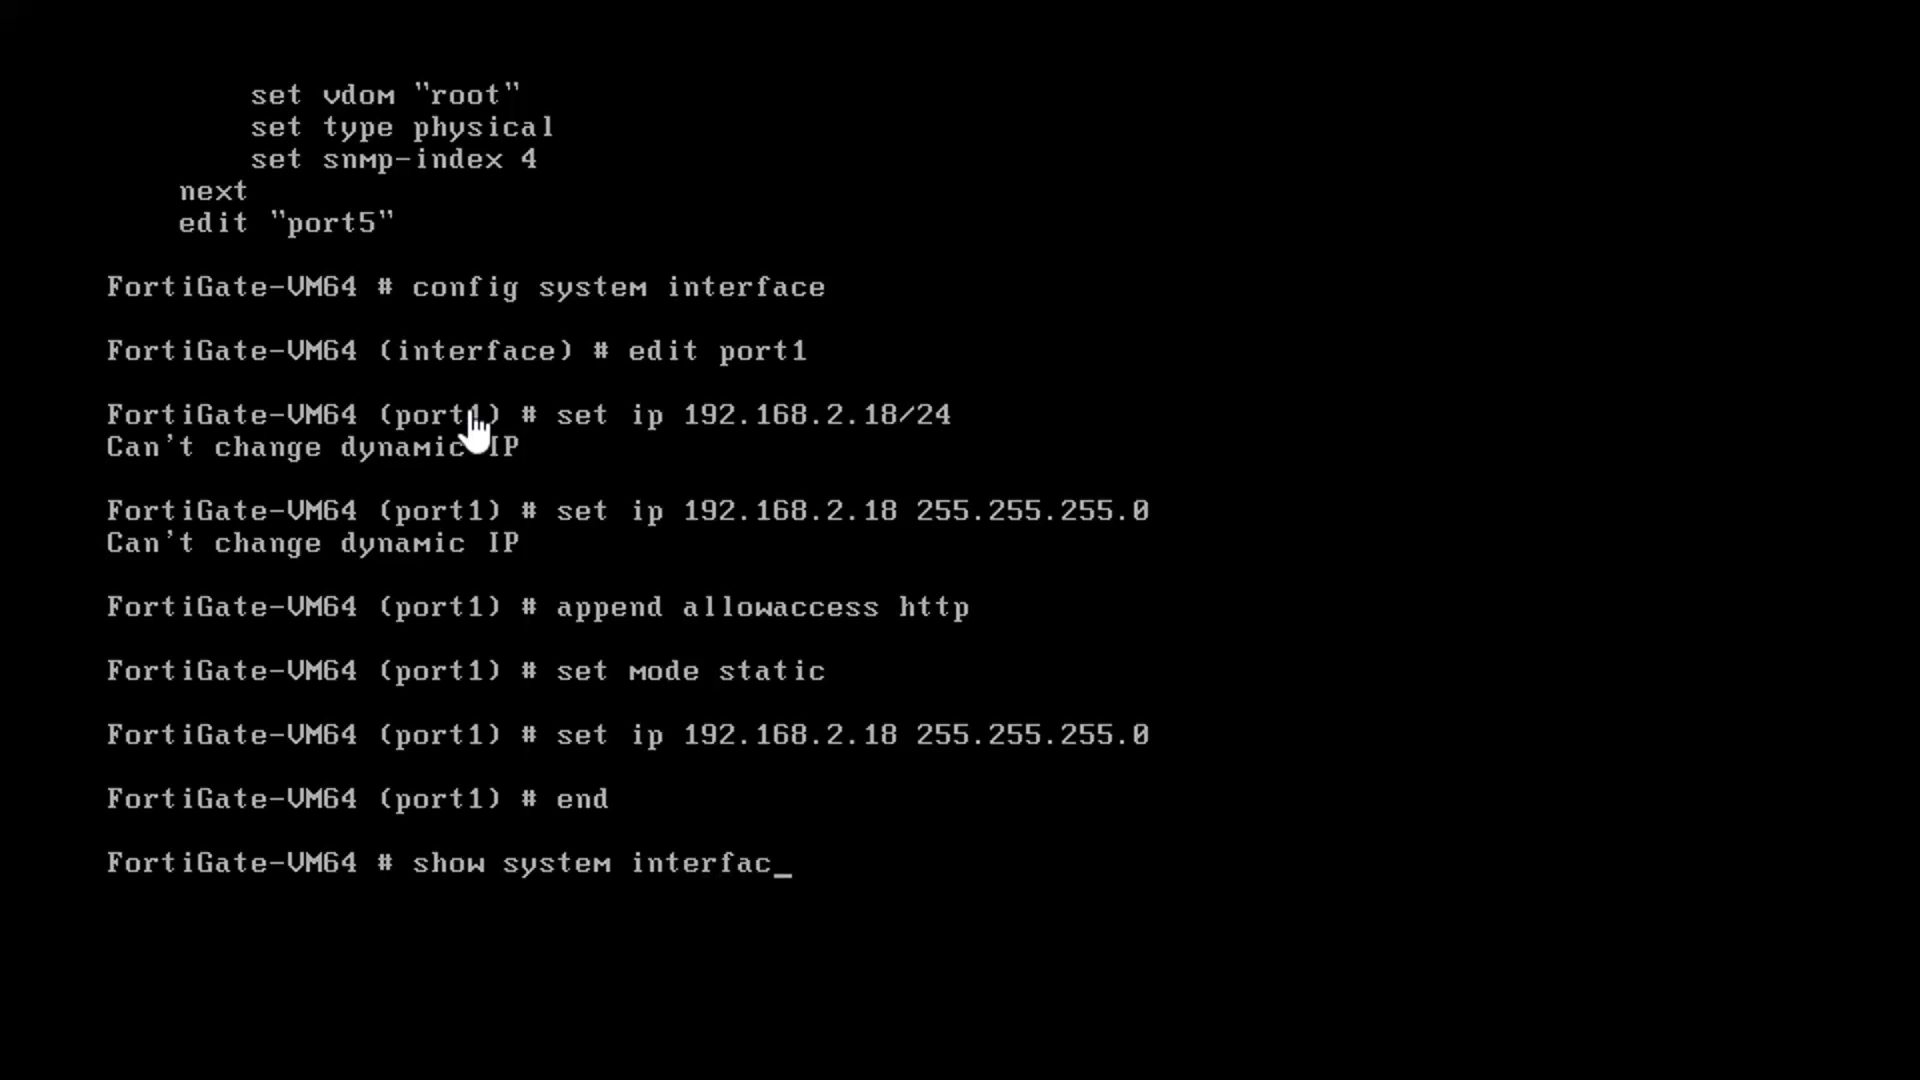 set vdom "root"
set type physical
set snmp-index 4
next
edit "port5"
FortiGate-VM64 # config system interface
FortiGate-VM64 (interface) # edit port1
FortiGate-VM64 (port1) # set ip 192.168.2.18/24
Can't change dynamic IP
FortiGate-VM64 (port1) # set ip 192.168.2.18 255.255.255.0
Can't change dynamic IP
FortiGate-VM64 (port1) # append allowaccess http
FortiGate-VM64 (port1) # set mode static
FortiGate-VM64 (port1) # set ip 192.168.2.18 255.255.255.0
FortiGate-VM64 (port1) # end
FortiGate-VM64 # show system interfac_